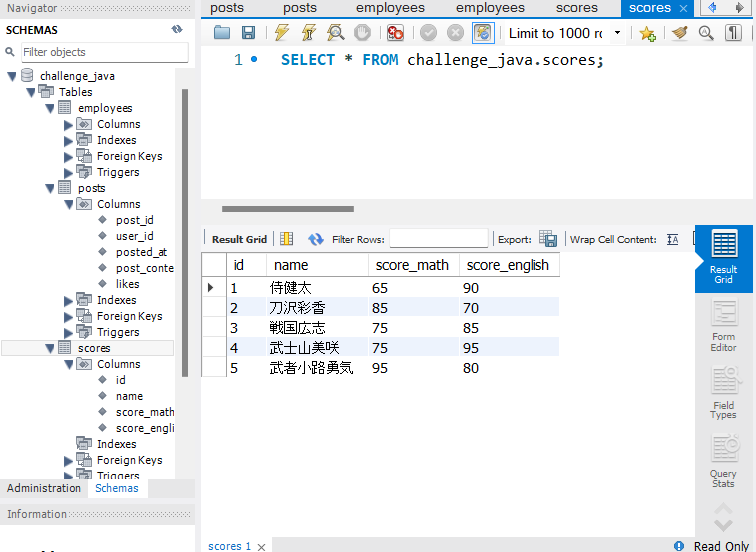 Navigator
SCHEMAS
Filter objects
challenge_java
Tables
employees
Columns
Indexes
Foreign Keys
Triggers
posts
Columns
post_id
user_id
posted_at
post_conte
likes
Indexes
Foreign Keys
Triggers
scores
Columns
id
name
score_math
score_engli
Indexes
Foreign Keys
Triggers
Administration Schemas
Information
posts posts employees employees scores scores
Limit to 1000 ro
1 SELECT * FROM challenge_java.scores;
Result Grid Filter Rows: Export: Wrap Cell Content:
id name score_math score_english
1 侍健太 65 90
2 刀沢彩香 85 70
3 戦国広志 75 85
4 武士山美咲 75 95
5 武者小路勇気 95 80
Result
Grid
Form
Editor
Field
Types
Query
Stats
scores 1
Read Only